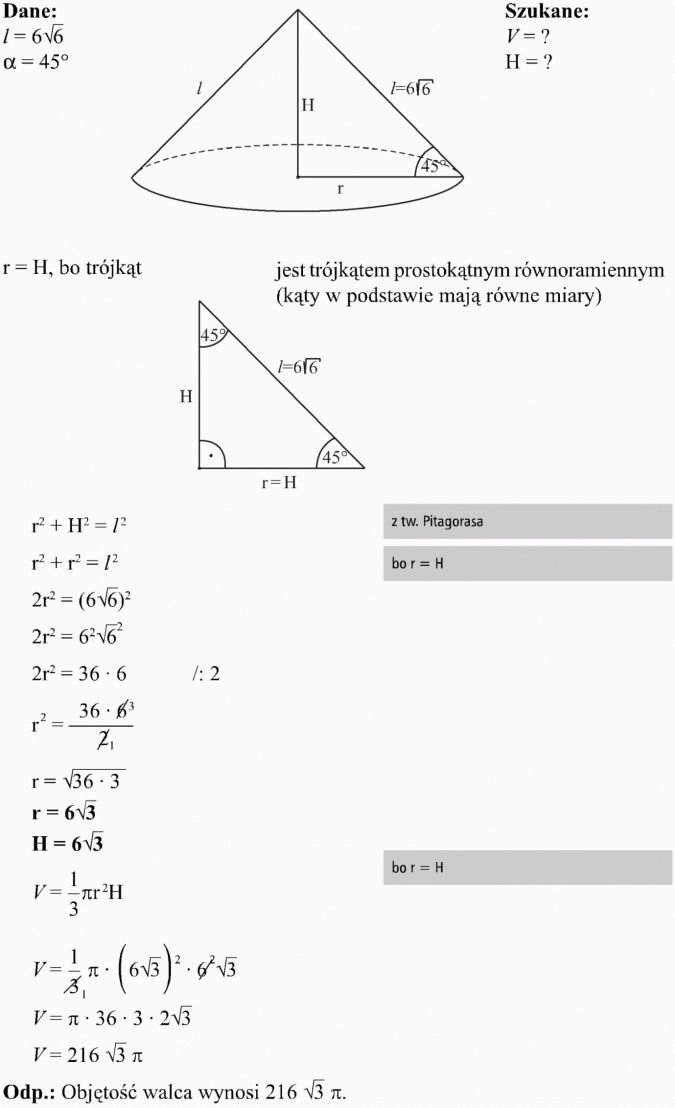 Dane:
l = 6√6
α = 45°
Szukane:
V = ?
H = ?
l
H
l=6√6
45°
r
r = H, bo trójkąt
jest trójkątem prostokątnym równoramiennym
(kąty w podstawie mają równe miary)
45°
l=6√6
H
45°
r = H
r² + H² = l²
z tw. Pitagorasa
r² + r² = l²
bo r = H
2r² = (6√6)²
2r² = 6²√6²
2r² = 36 · 6 /: 2
r² = 36 · 6³ / 2₁
r = √36 · 3
r = 6√3
H = 6√3
bo r = H
V = 1/3 πr²H
V = 1/3₁ π · (6√3)² · 6²√3
V = π · 36 · 3 · 2√3
V = 216 √3 π
Odp.: Objętość walca wynosi 216 √3 π.